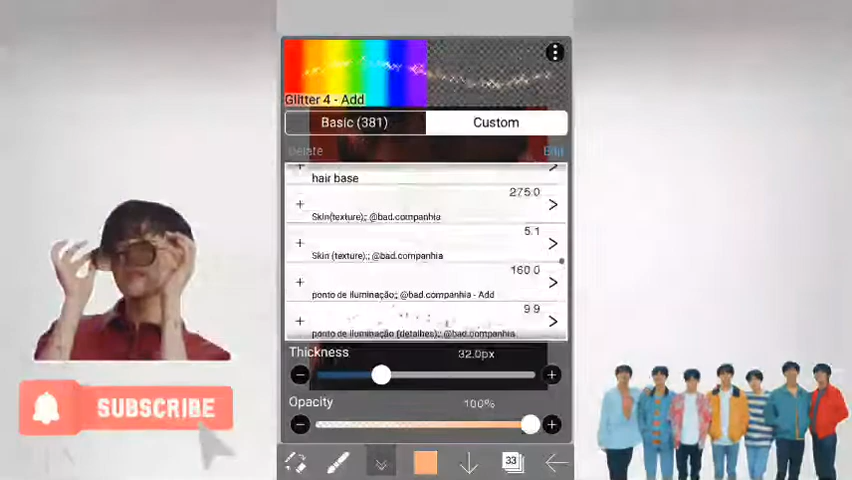 Glitter 4 - Add
Basic (381)
Custom
Delete
Edit
hair base
275.0
Skin(texture);; @bad.companhia
5.1
Skin (texture);; @bad.companhia
160.0
ponto de iluminação;; @bad.companhia - Add
9.9
ponto de iluminação (detalhes);; @bad.companhia
Thickness
32.0px
Opacity
100%
33
SUBSCRIBE